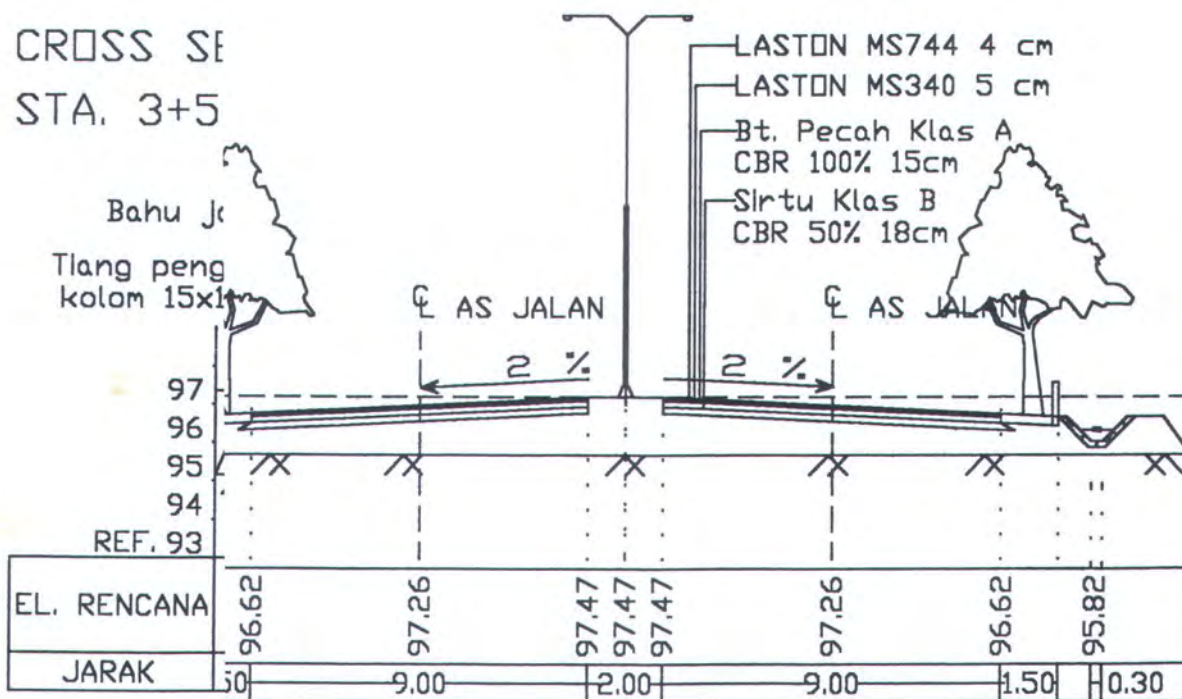 CROSS SE
STA. 3+5
LASTON MS744 4 cm
LASTON MS340 5 cm
Bt. Pecah Klas A
CBR 100% 15cm
Sirtu Klas B
CBR 50% 18cm
Bahu
Tiang peng
kolom 15x1
CL AS JALAN
CL AS JALAN
2 %
2 %
97
96
95
94
REF. 93
EL. RENCANA 96.62 97.26 97.47 97.47 97.47 97.26 96.62 95.82
JARAK 50 9.00 2.00 9.00 1.50 0.30